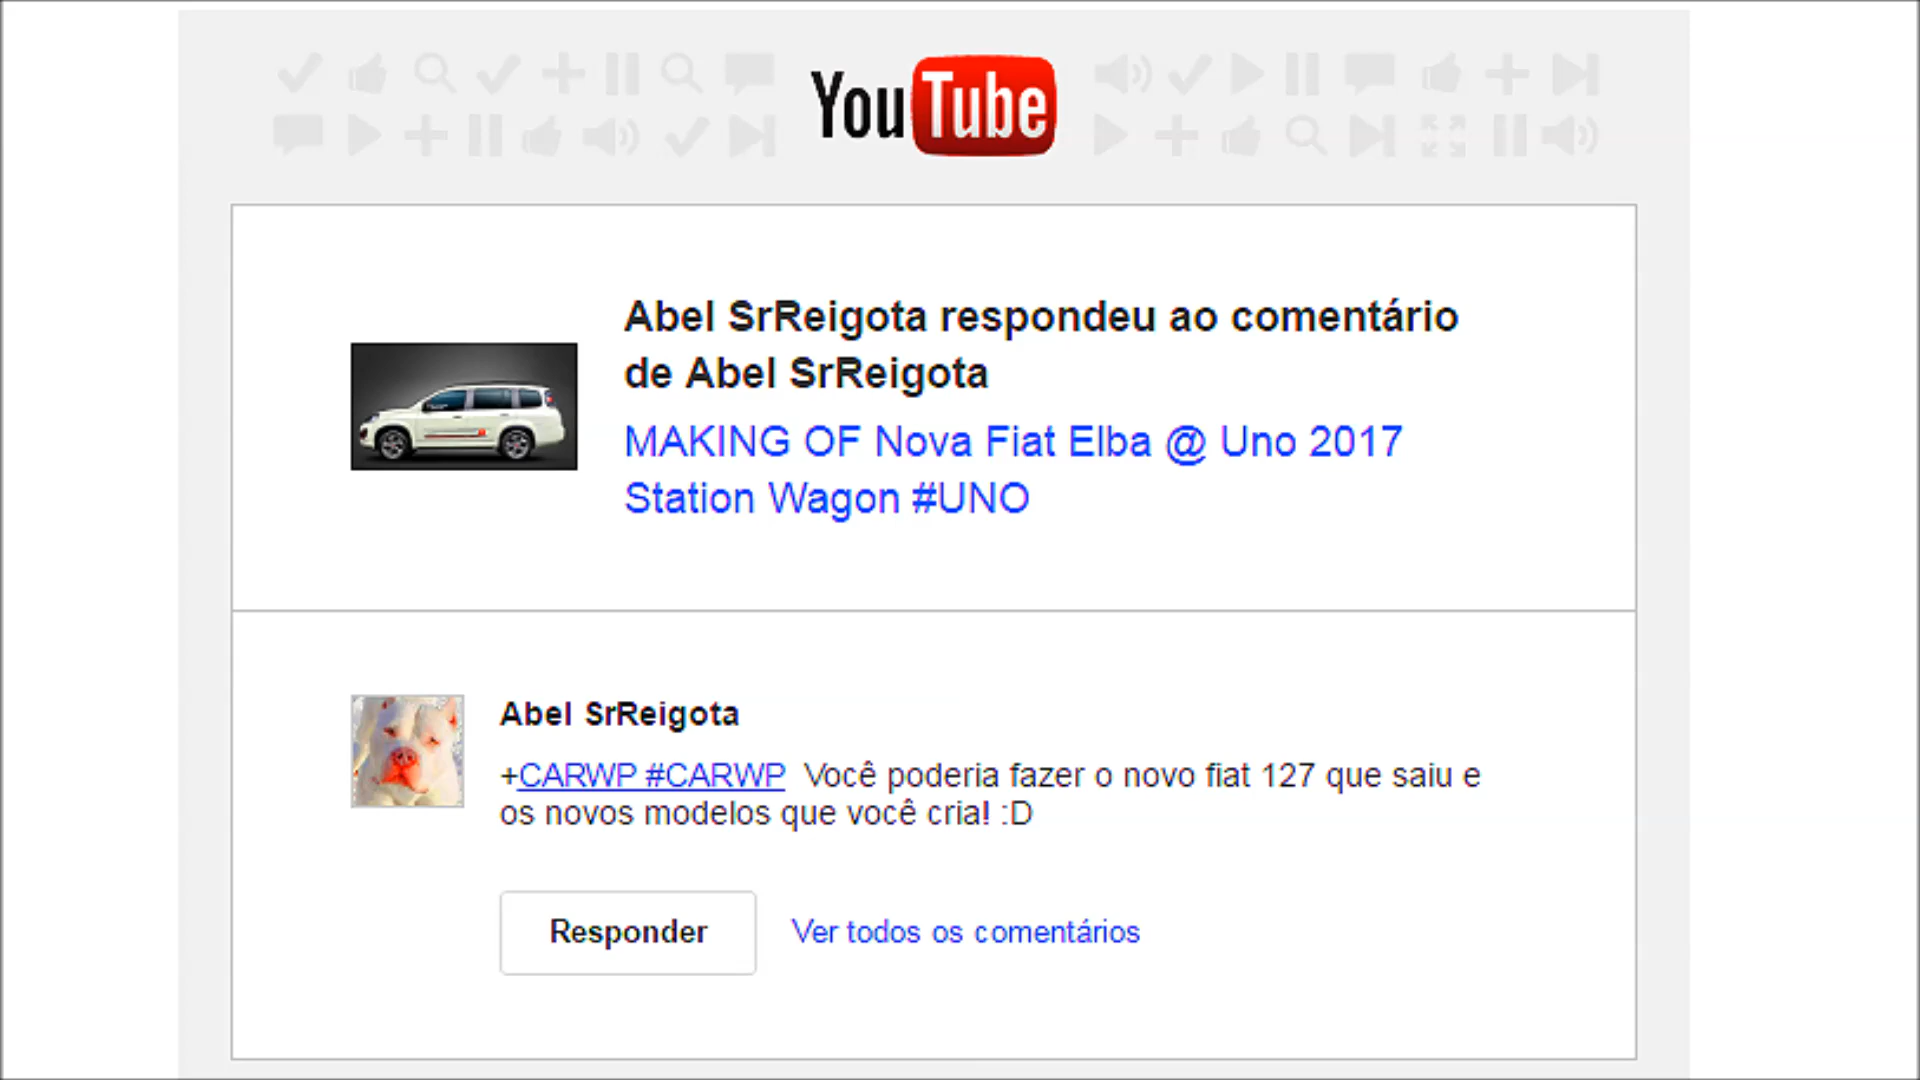 YouTube
Abel SrReigota respondeu ao comentário
de Abel SrReigota
MAKING OF Nova Fiat Elba @ Uno 2017
Station Wagon #UNO
Abel SrReigota
+CARWP #CARWP Você poderia fazer o novo fiat 127 que saiu e
os novos modelos que você cria! :D
Responder
Ver todos os comentários